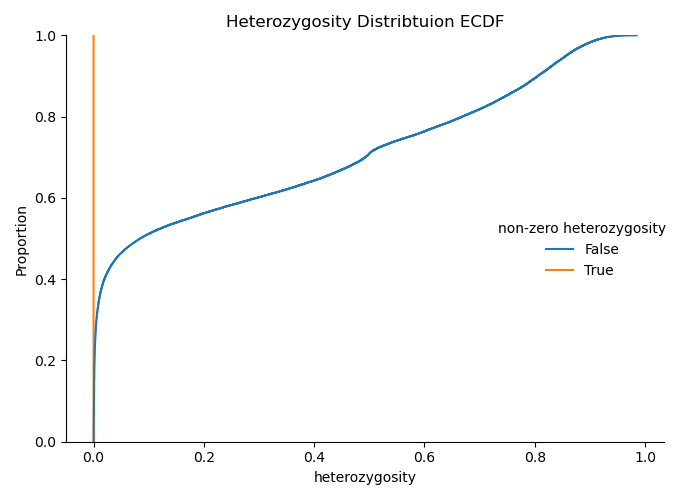 Heterozygosity Distribtuion ECDF
1.0
0.8
0.6
0.4
0.2
0.0
Proportion
non-zero heterozygosity
False
True
0.0 0.2 0.4 0.6 0.8 1.0
heterozygosity